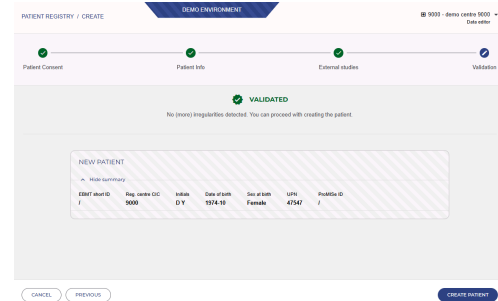 DEMO ENVIRONMENT
PATIENT REGISTRY / CREATE
9000 - demo centre 9000
Data editor
Patient Consent
Patient Info
External studies
Validation
VALIDATED
No (more) irregularities detected. You can proceed with creating the patient
NEW PATIENT
Hide summary
EBMT short ID Reg. centre CIC Initials Date of birth Sex at birth UPN ProMISe ID
/ 9000 D Y 1974-10 Female 47547 /
CANCEL PREVIOUS CREATE PATIENT